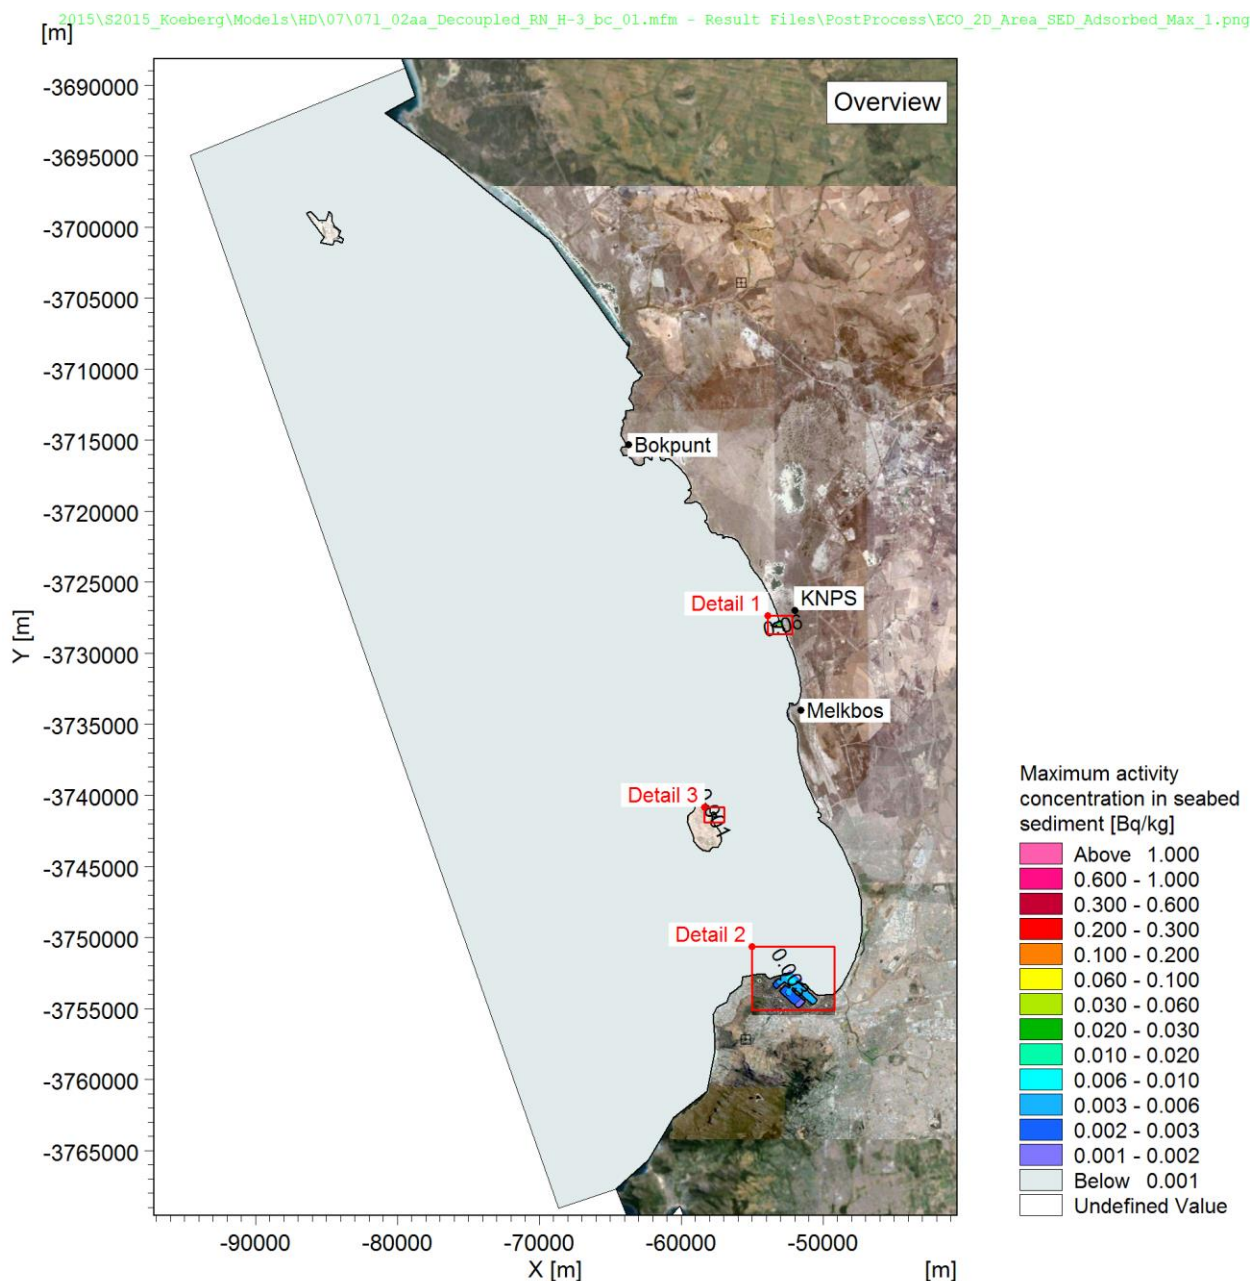 2015\S2015_Koeberg\Models\HD\07\07l_02aa_Decoupled_RN_H-3_bc_01.mfm - Result Files\PostProcess\ECO_2D_Area_SED_Adsorbed_Max_1.png
[m]
Overview
-3690000
-3695000
-3700000
-3705000
-3710000
-3715000
-3720000
-3725000
-3730000
-3735000
-3740000
-3745000
-3750000
-3755000
-3760000
-3765000
Y [m]
Bokpunt
KNPS
Detail 1
Melkbos
Detail 3
Detail 2
-90000
-80000
-70000
-60000
-50000
X [m]
[m]
Maximum activity
concentration in seabed
sediment [Bq/kg]
Above 1.000
0.600 - 1.000
0.300 - 0.600
0.200 - 0.300
0.100 - 0.200
0.060 - 0.100
0.030 - 0.060
0.020 - 0.030
0.010 - 0.020
0.006 - 0.010
0.003 - 0.006
0.002 - 0.003
0.001 - 0.002
Below 0.001
Undefined Value